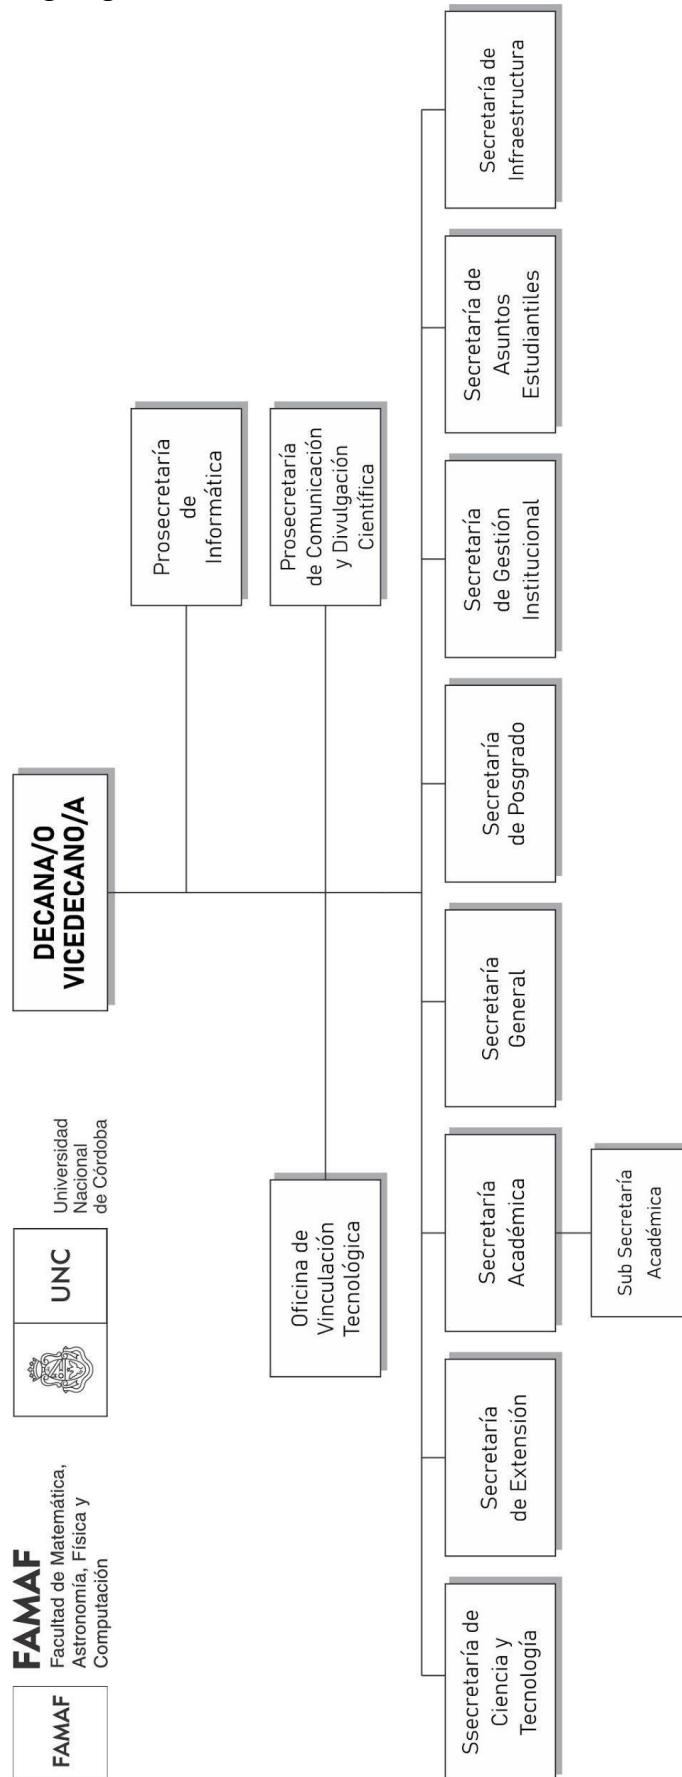 FAMAF
FAMAF
Facultad de Matemática,
Astronomía, Física y
Computación
UNC
Universidad
Nacional
de Córdoba
DECANA/O
VICEDECANO/A
Prosecretaría
de
Informática
Oficina de
Vinculación
Tecnológica
Prosecretaría
de Comunicación
y Divulgación
Científica
Ssecretaría de
Ciencia y
Tecnología
Secretaría
de Extensión
Secretaría
Académica
Secretaría
General
Secretaría
de Posgrado
Secretaría
de Gestión
Institucional
Secretaría de
Asuntos
Estudiantiles
Secretaría de
Infraestructura
Sub Secretaría
Académica